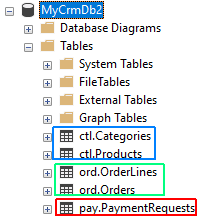 MyCrmDb2
Database Diagrams
Tables
System Tables
FileTables
External Tables
Graph Tables
ctl.Categories
ctl.Products
ord.OrderLines
ord.Orders
pay.PaymentRequests